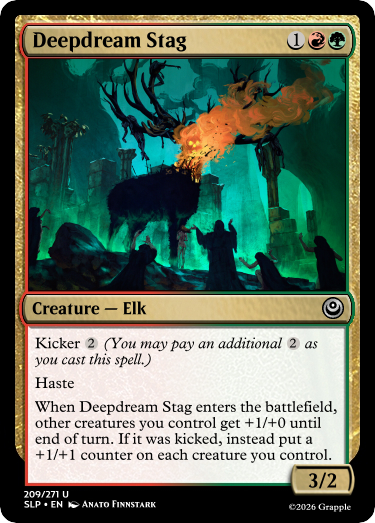 Deepdream Stag 1
Creature — Elk
Kicker 2 (You may pay an additional 2 as
you cast this spell.)
Haste
When Deepdream Stag enters the battlefield,
other creatures you control get +1/+0 until
end of turn. If it was kicked, instead put a
+1/+1 counter on each creature you control.
3/2
209/271 U
SLP • EN Anato Finnstark
©2026 Grapple